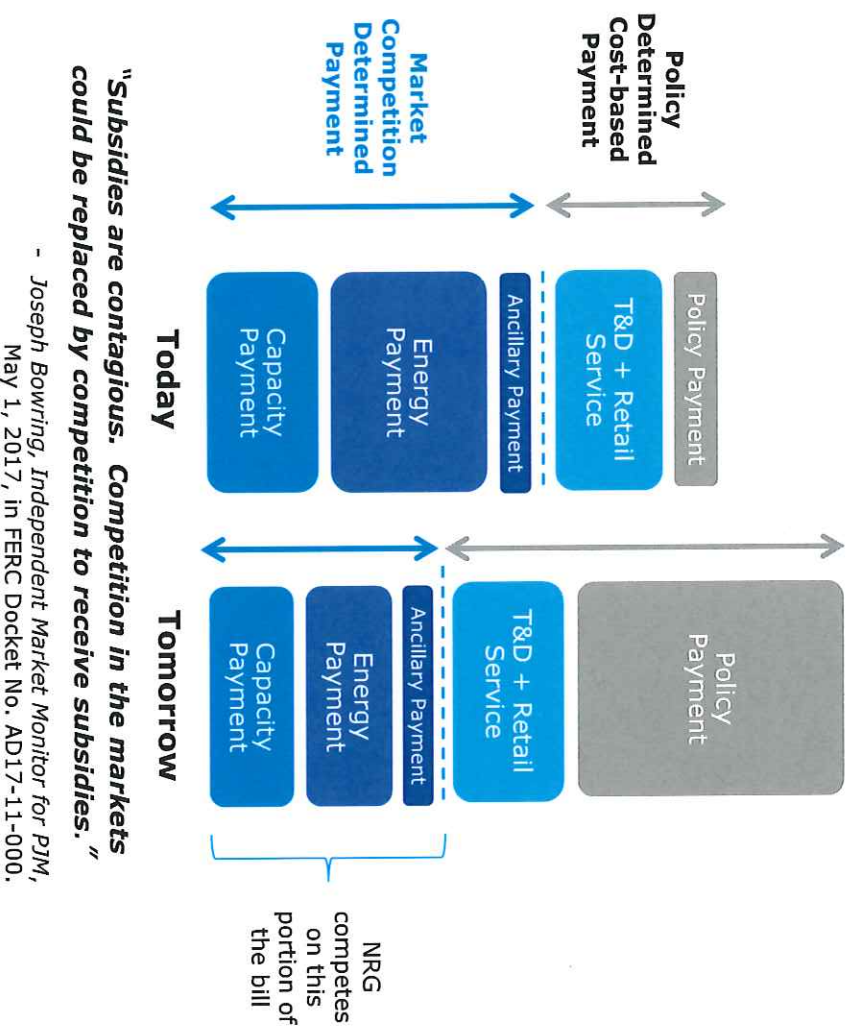 Policy
Determined
Cost-based
Payment
Market
Competition
Determined
Payment
Policy Payment
T&D + Retail
Service
Ancillary Payment
Energy
Payment
Capacity
Payment
Today
Policy
Payment
T&D + Retail
Service
Ancillary Payment
Energy
Payment
Capacity
Payment
Tomorrow
NRG
competes
on this
portion of
the bill
"Subsidies are contagious. Competition in the markets
could be replaced by competition to receive subsidies."
- Joseph Bowring, Independent Market Monitor for PJM,
May 1, 2017, in FERC Docket No. AD17-11-000.